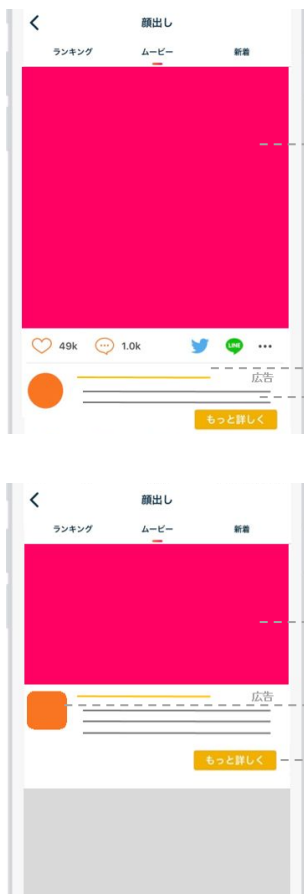 顔出し
ランキング ムービー 新着
49k 1.0k LINE
広告
もっと詳しく
顔出し
ランキング ムービー 新着
広告
もっと詳しく